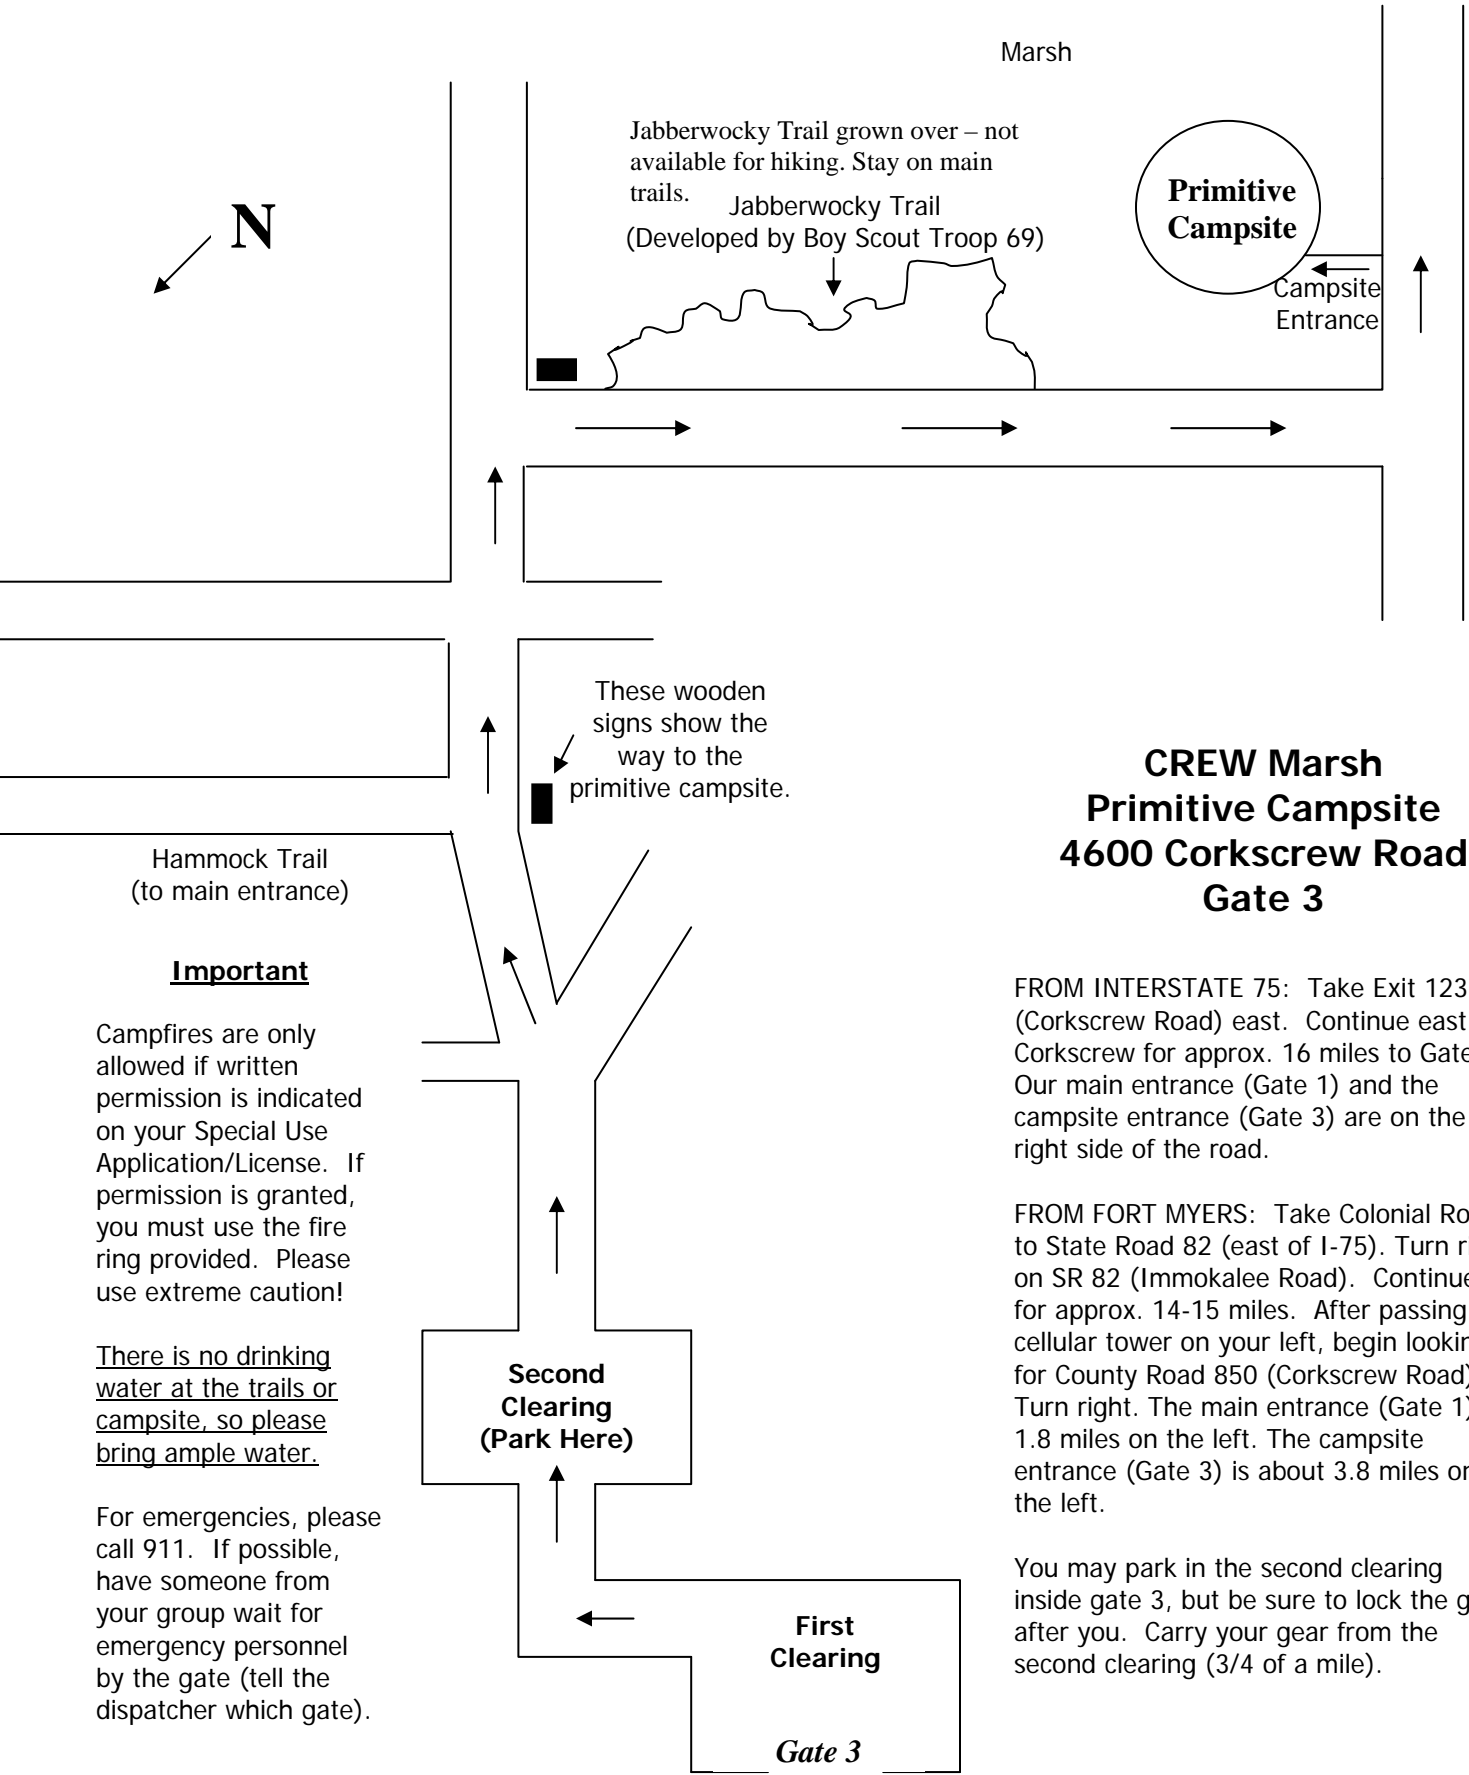 Marsh
Jabberwocky Trail grown over – not
available for hiking. Stay on main
trails.
Jabberwocky Trail
(Developed by Boy Scout Troop 69)
N
Primitive
Campsite
Campsite
Entrance
These wooden
signs show the
way to the
primitive campsite.
Hammock Trail
(to main entrance)
Important
Campfires are only
allowed if written
permission is indicated
on your Special Use
Application/License. If
permission is granted,
you must use the fire
ring provided. Please
use extreme caution!
There is no drinking
water at the trails or
campsite, so please
bring ample water.
For emergencies, please
call 911. If possible,
have someone from
your group wait for
emergency personnel
by the gate (tell the
dispatcher which gate).
Second
Clearing
(Park Here)
First
Clearing
Gate 3
CREW Marsh
Primitive Campsite
4600 Corkscrew Road
Gate 3
FROM INTERSTATE 75: Take Exit 123
(Corkscrew Road) east. Continue east
Corkscrew for approx. 16 miles to Gate
Our main entrance (Gate 1) and the
campsite entrance (Gate 3) are on the
right side of the road.
FROM FORT MYERS: Take Colonial
to State Road 82 (east of I-75). Turn
on SR 82 (Immokalee Road). Continue
for approx. 14-15 miles. After passing
cellular tower on your left, begin
for County Road 850 (Corkscrew Road)
Turn right. The main entrance (Gate 1)
1.8 miles on the left. The campsite
entrance (Gate 3) is about 3.8 miles on
the left.
You may park in the second clearing
inside gate 3, but be sure to lock the
after you. Carry your gear from the
second clearing (3/4 of a mile).